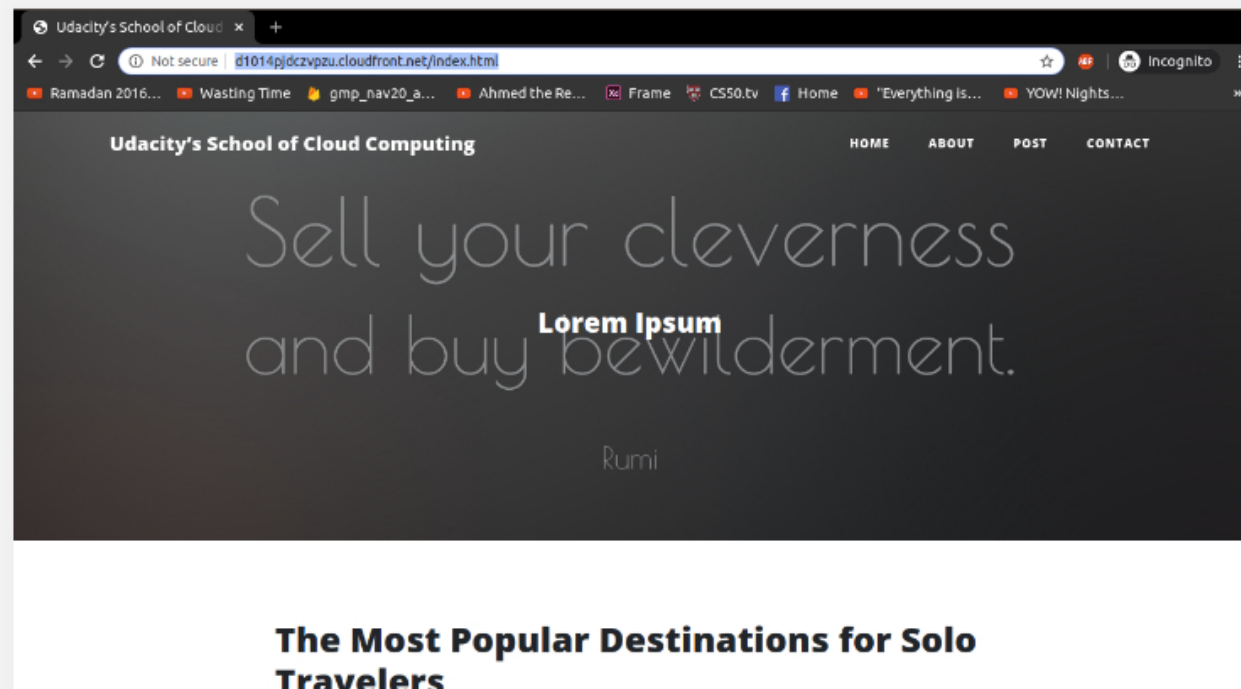 Udacity's School of Cloud
Not secure d1014pjdczvpzu.cloudfront.net/index.html Incognito
Ramadan 2016... Wasting Time gmp_nav20_a... Ahmed the Re... Frame CS50.tv Home "Everything is... YOW! Nights...
Udacity's School of Cloud Computing HOME ABOUT POST CONTACT
Sell your cleverness
Lorem Ipsum
and buy bewilderment.
Rumi
The Most Popular Destinations for Solo
Travelers